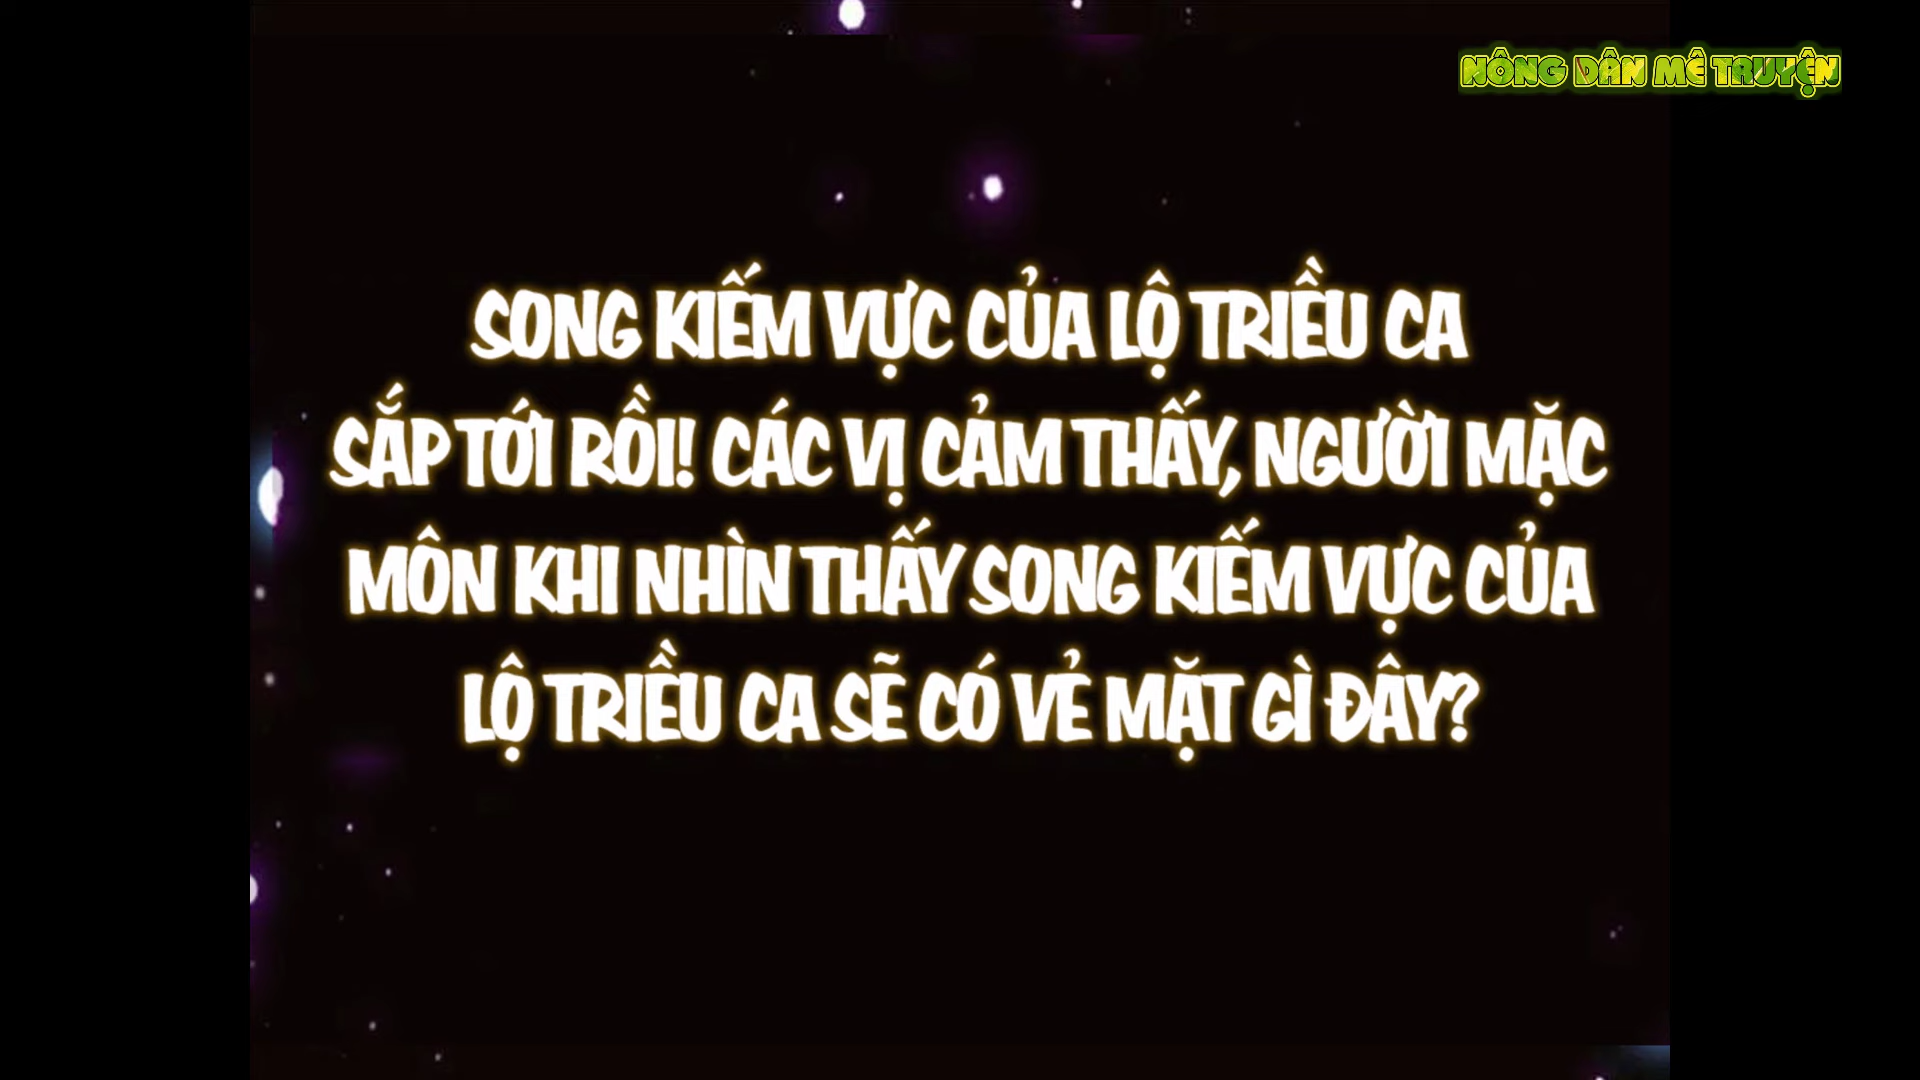 NÔNG DÂN MÊ TRUYỆN
SONG KIẾM VỰC CỦA LỘ TRIỀU CA
SẮP TỚI RỒI! CÁC VỊ CẢM THẤY, NGƯỜI MẶC
MÔN KHI NHÌN THẤY SONG KIẾM VỰC CỦA
LỘ TRIỀU CA SẼ CÓ VẺ MẶT GÌ ĐÂY?